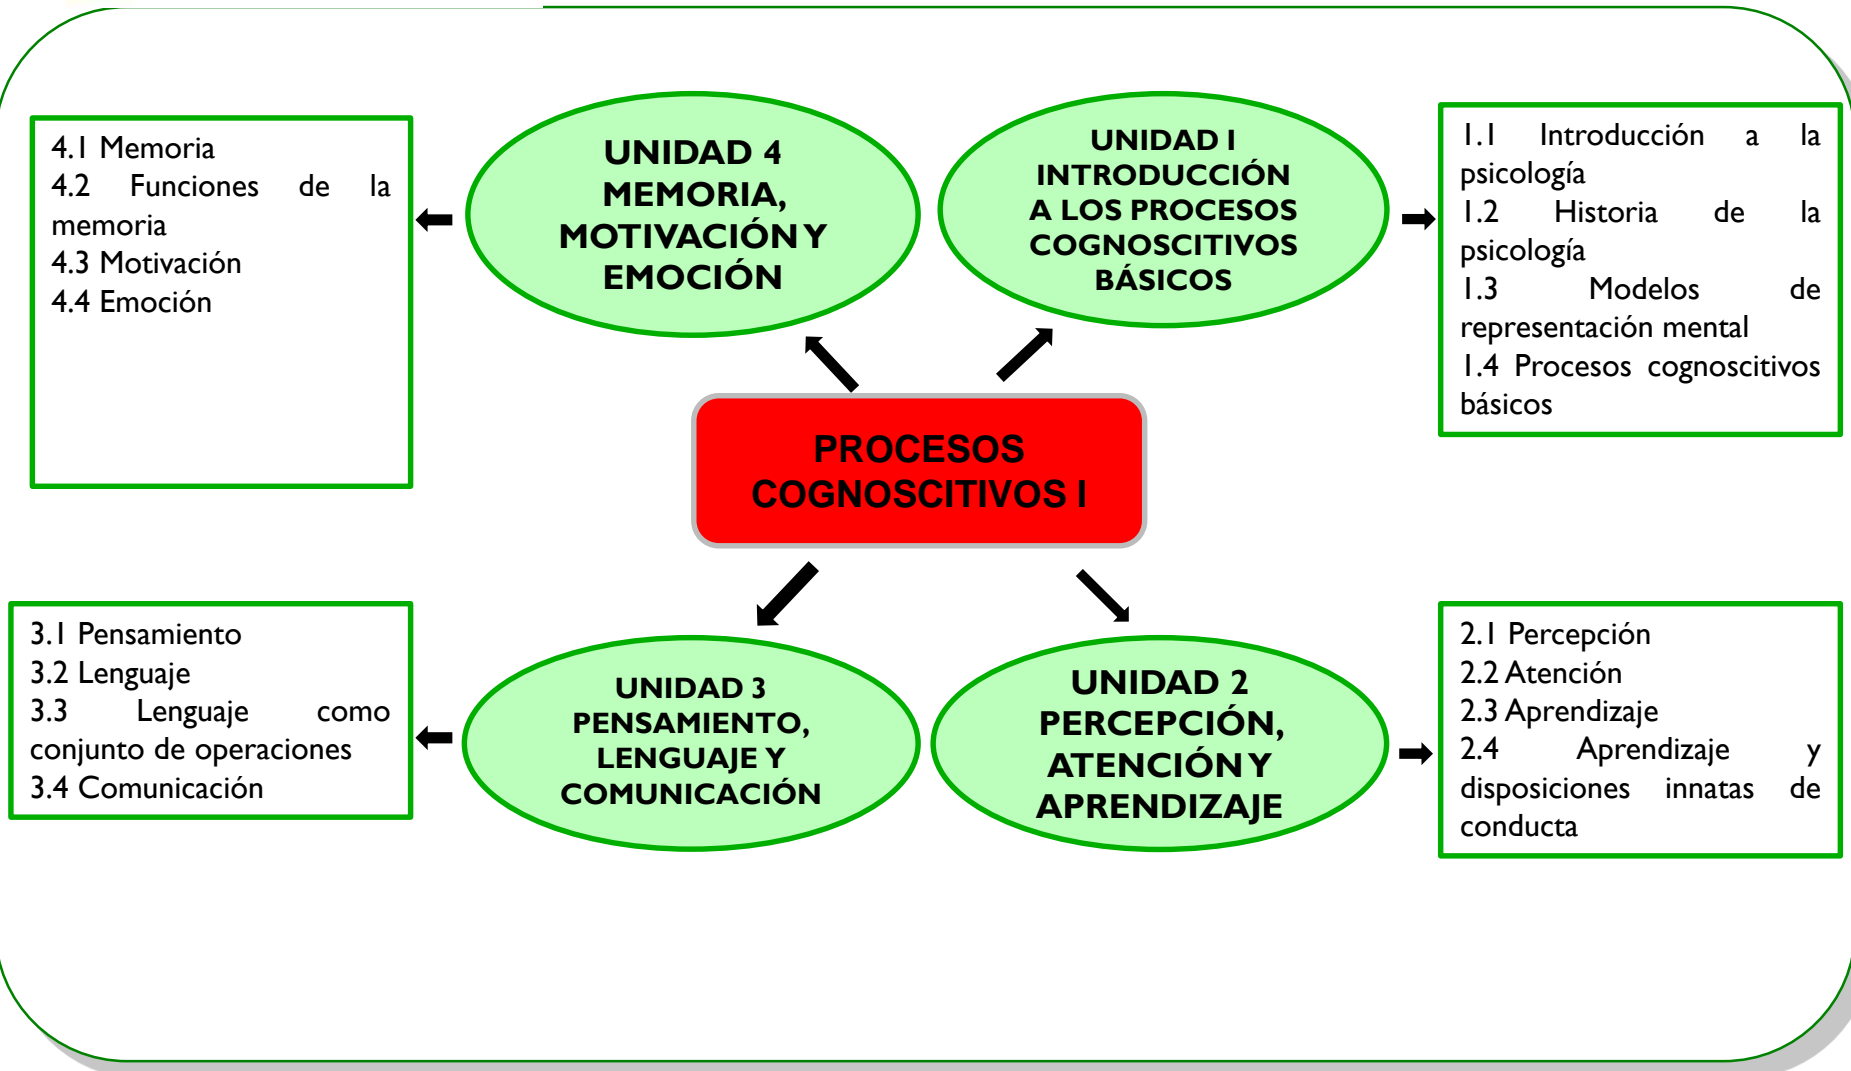 4.1 Memoria
4.2 Funciones de la
memoria
4.3 Motivación
4.4 Emoción
UNIDAD 4
MEMORIA,
MOTIVACIÓN Y
EMOCIÓN
UNIDAD I
INTRODUCCIÓN
A LOS PROCESOS
COGNOSCITIVOS
BÁSICOS
1.1 Introducción a la
psicología
1.2 Historia de la
psicología
1.3 Modelos de
representación mental
1.4 Procesos cognoscitivos
básicos
PROCESOS
COGNOSCITIVOS I
3.1 Pensamiento
3.2 Lenguaje
3.3 Lenguaje como
conjunto de operaciones
3.4 Comunicación
UNIDAD 3
PENSAMIENTO,
LENGUAJE Y
COMUNICACIÓN
UNIDAD 2
PERCEPCIÓN,
ATENCIÓN Y
APRENDIZAJE
2.1 Percepción
2.2 Atención
2.3 Aprendizaje
2.4 Aprendizaje y
disposiciones innatas de
conducta